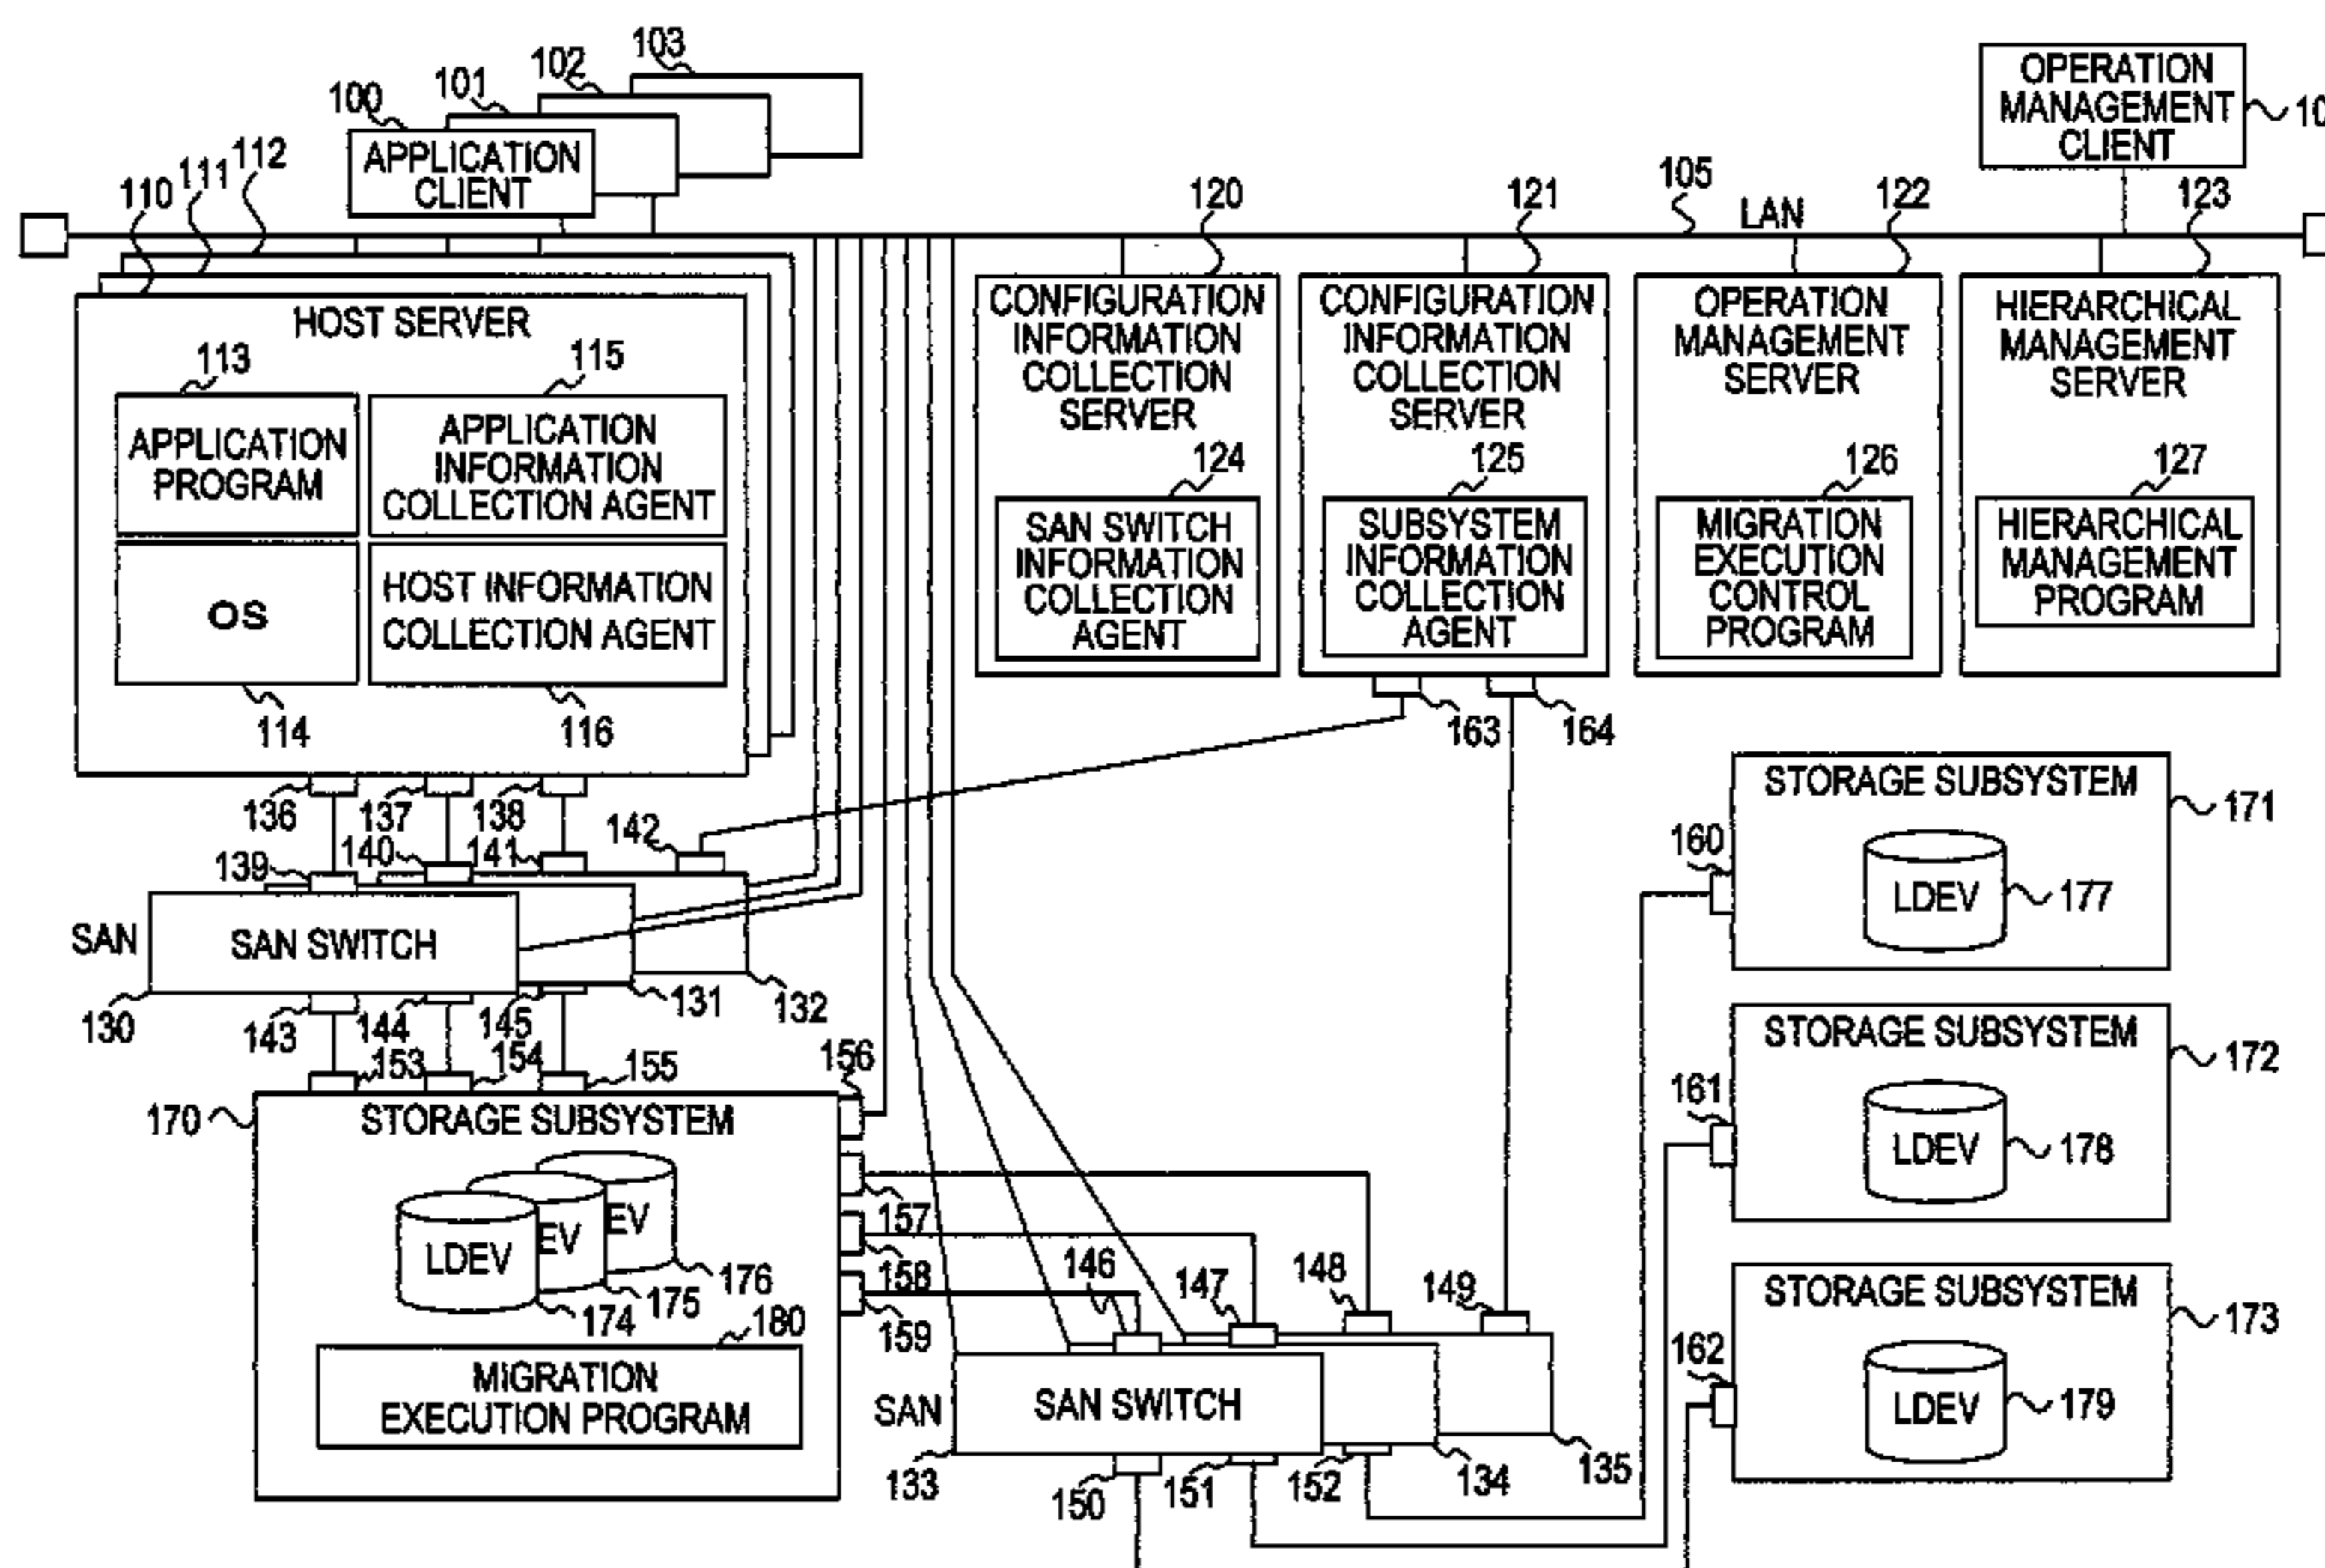 103
102
101
100
APPLICATION
CLIENT
112
111
110
OPERATION
MANAGEMENT
CLIENT
10
105
LAN
120
121
122
123
HOST SERVER
113
APPLICATION
PROGRAM
115
APPLICATION
INFORMATION
COLLECTION AGENT
OS
114
HOST INFORMATION
COLLECTION AGENT
116
CONFIGURATION
INFORMATION
COLLECTION
SERVER
124
SAN SWITCH
INFORMATION
COLLECTION
AGENT
CONFIGURATION
INFORMATION
COLLECTION
SERVER
125
SUBSYSTEM
INFORMATION
COLLECTION
AGENT
163
164
OPERATION
MANAGEMENT
SERVER
126
MIGRATION
EXECUTION
CONTROL
PROGRAM
HIERARCHICAL
MANAGEMENT
SERVER
127
HIERARCHICAL
MANAGEMENT
PROGRAM
136
137
138
139
140
141
142
SAN
SAN SWITCH
130
131
132
143
144
145
153
154
155
156
170
STORAGE SUBSYSTEM
LDEV
EV
EV
174
175
176
180
MIGRATION
EXECUTION PROGRAM
157
158
159
146
147
148
149
SAN
SAN SWITCH
133
134
135
150
151
152
STORAGE SUBSYSTEM
171
160
LDEV
177
STORAGE SUBSYSTEM
172
161
LDEV
178
STORAGE SUBSYSTEM
173
162
LDEV
179